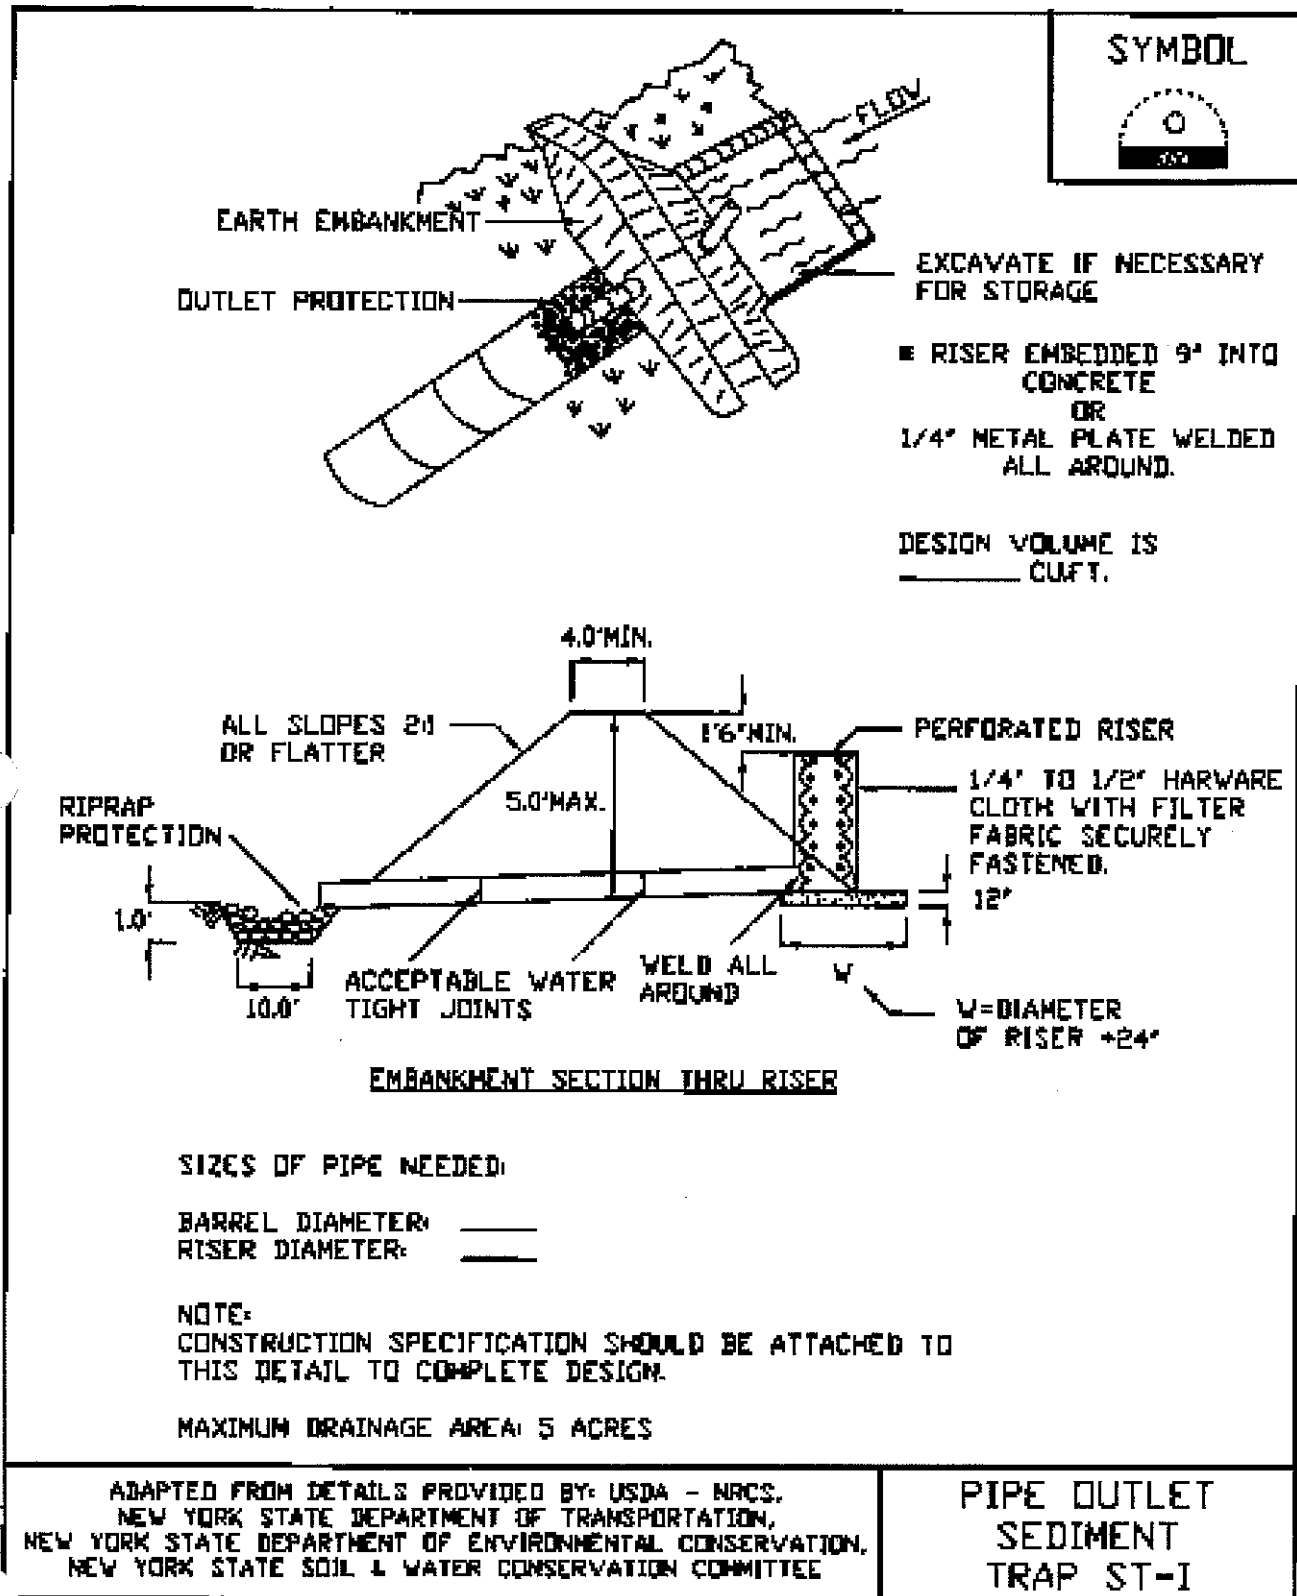 SYMBOL
FLOW
EARTH EMBANKMENT
OUTLET PROTECTION
EXCAVATE IF NECESSARY
FOR STORAGE
* RISER EMBEDDED 9" INTO
CONCRETE
OR
1/4" METAL PLATE WELDED
ALL AROUND.
DESIGN VOLUME IS
______ CU.FT.
4.0'MIN.
ALL SLOPES 2:1
OR FLATTER
1'6"MIN.
PERFORATED RISER
5.0'MAX.
1/4" TO 1/2" HARWARE
CLOTH WITH FILTER
FABRIC SECURELY
FASTENED.
RIPRAP
PROTECTION
1.0'
12"
10.0'
ACCEPTABLE WATER
TIGHT JOINTS
WELD ALL
AROUND
W
W=DIAMETER
OF RISER +24"
EMBANKMENT SECTION THRU RISER
SIZES OF PIPE NEEDED:
BARREL DIAMETER: ____
RISER DIAMETER: ____
NOTE:
CONSTRUCTION SPECIFICATION SHOULD BE ATTACHED TO
THIS DETAIL TO COMPLETE DESIGN.
MAXIMUM DRAINAGE AREA: 5 ACRES
ADAPTED FROM DETAILS PROVIDED BY: USDA - NRCS,
NEW YORK STATE DEPARTMENT OF TRANSPORTATION,
NEW YORK STATE DEPARTMENT OF ENVIRONMENTAL CONSERVATION,
NEW YORK STATE SOIL & WATER CONSERVATION COMMITTEE
PIPE OUTLET
SEDIMENT
TRAP ST-I